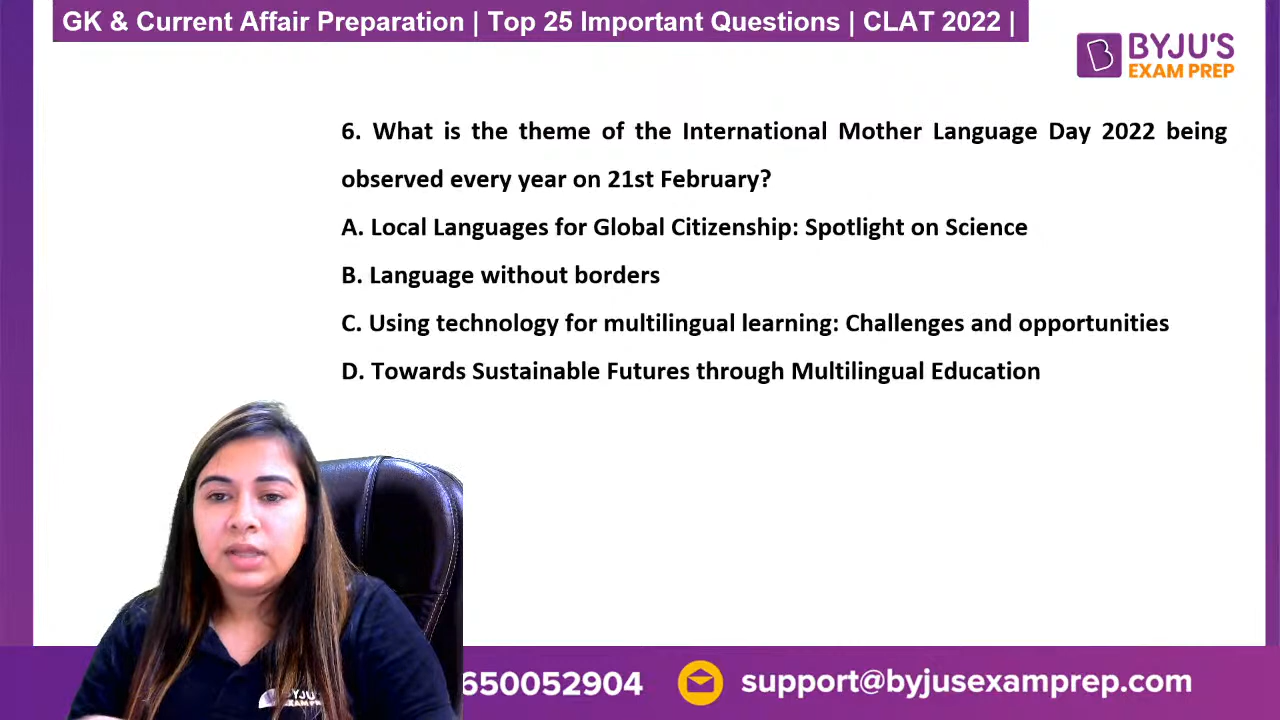 GK & Current Affair Preparation | Top 25 Important Questions | CLAT 2022 |
BYJU'S
EXAM PREP
6. What is the theme of the International Mother Language Day 2022 being
observed every year on 21st February?
A. Local Languages for Global Citizenship: Spotlight on Science
B. Language without borders
C. Using technology for multilingual learning: Challenges and opportunities
D. Towards Sustainable Futures through Multilingual Education
650052904
support@byjusexamprep.com